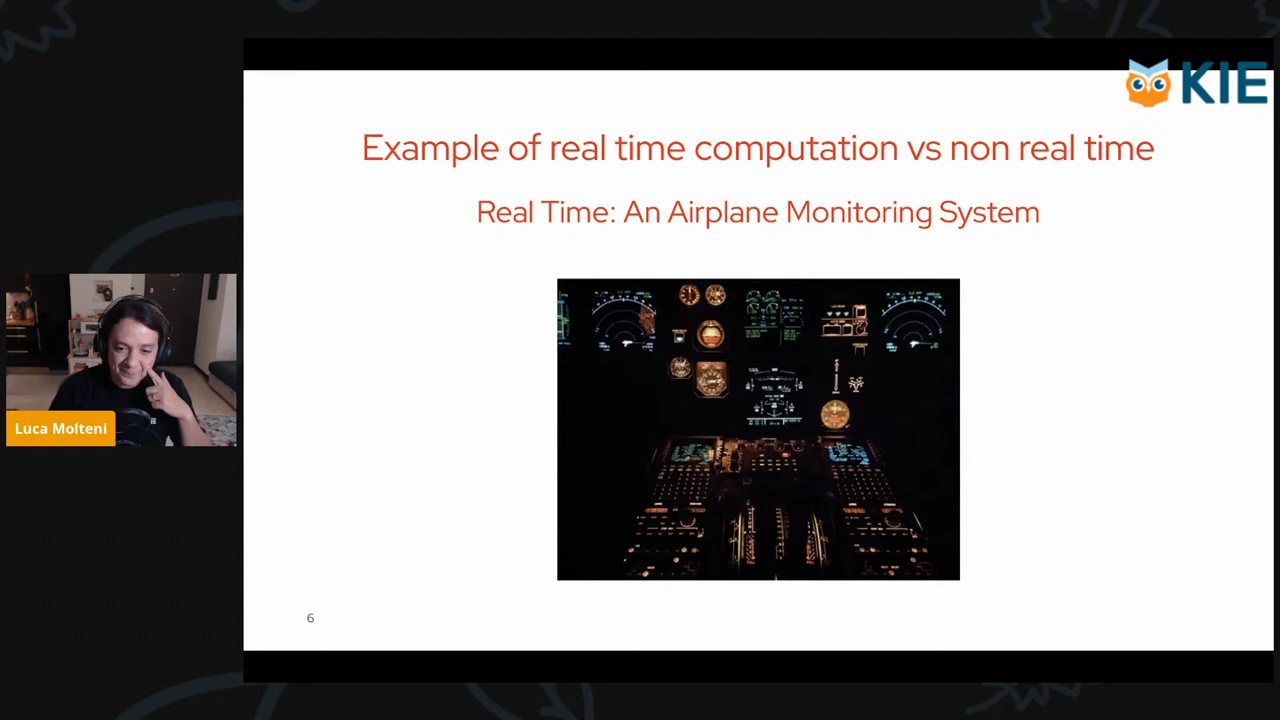 KIE
Example of real time computation vs non real time
Real Time: An Airplane Monitoring System
Luca Molteni
6